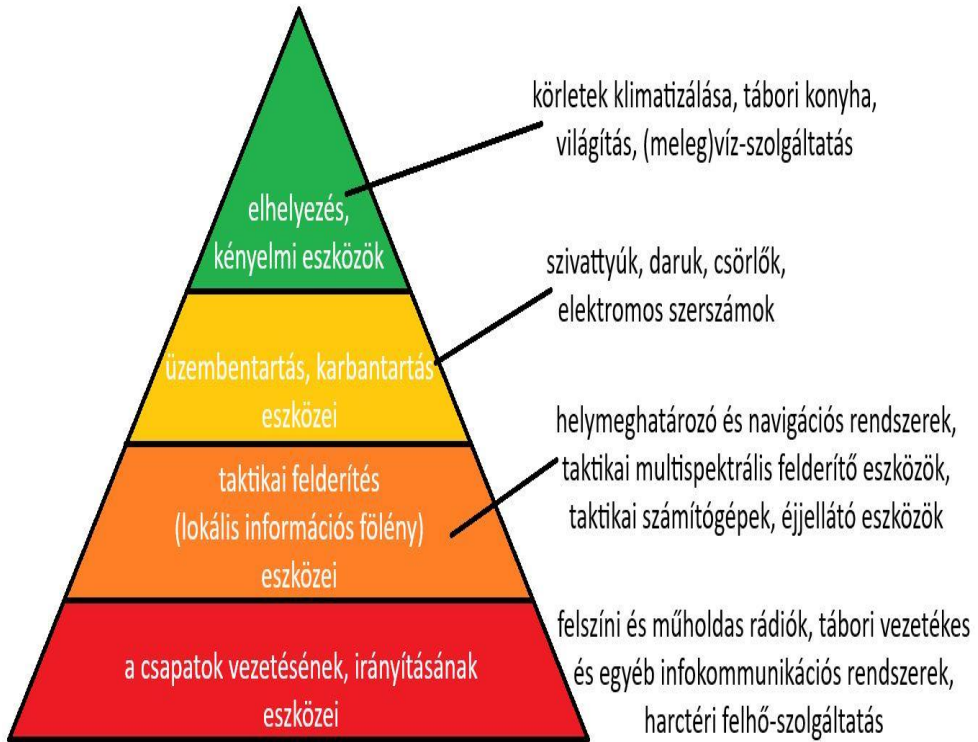 körletek klimatizálása, tábori konyha,
világítás, (meleg)víz-szolgáltatás
elhelyezés,
kényelmi eszközök
szivattyúk, daruk, csörlők,
elektromos szerszámok
üzembentartás, karbantartás
eszközei
helymeghatározó és navigációs rendszerek,
taktikai multispektrális felderítő eszközök,
taktikai számítógépek, éjjellátó eszközök
taktikai felderítés
(lokális információs fölény)
eszközei
felszíni és műholdas rádiók, tábori vezetékes
és egyéb infokommunikációs rendszerek,
harctéri felhő-szolgáltatás
a csapatok vezetésének, irányításának
eszközei